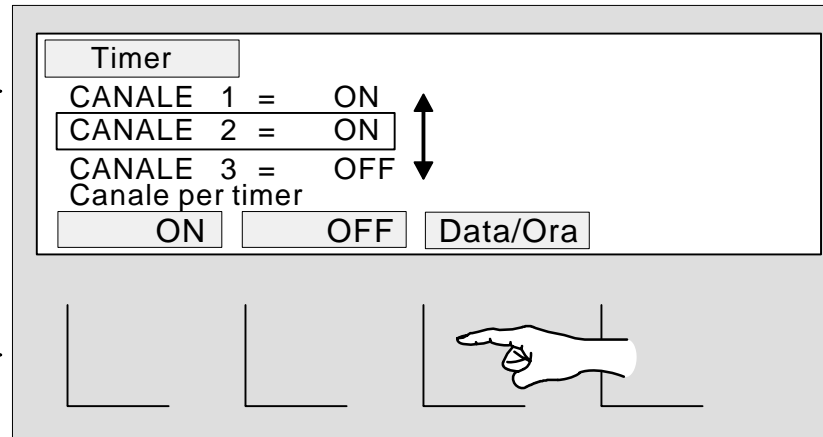 Timer
CANALE 1 = ON
CANALE 2 = ON
CANALE 3 = OFF
Canale per timer
ON OFF Data/Ora